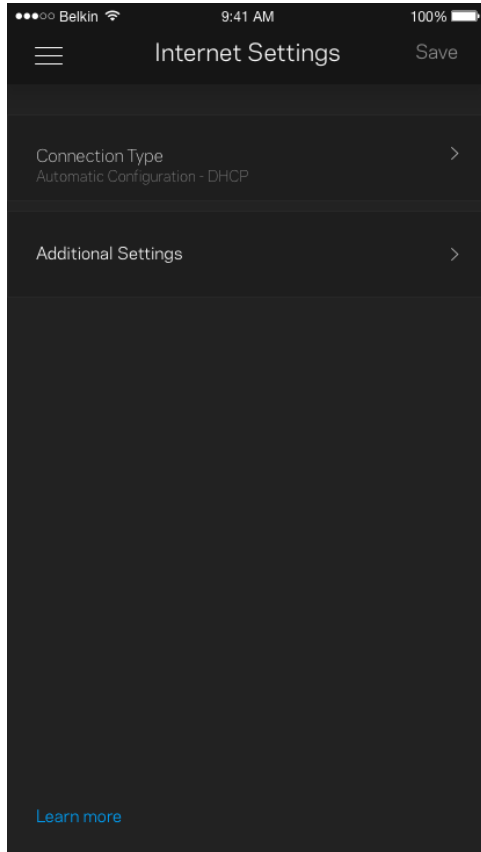 Belkin 9:41 AM 100%
Internet Settings Save
Connection Type
Automatic Configuration - DHCP
Additional Settings
Learn more